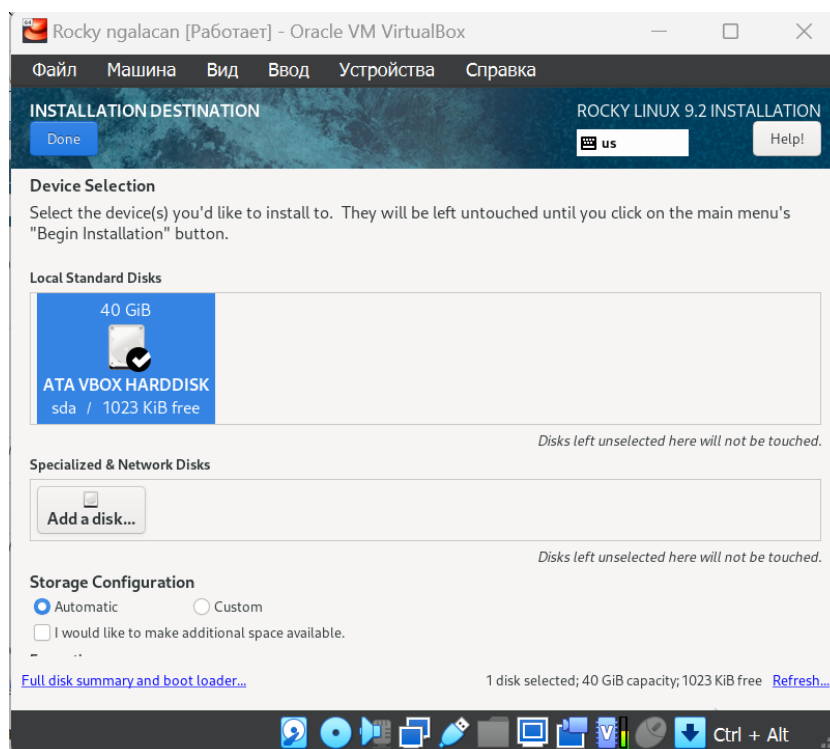 Rocky ngalacan [Работает] - Oracle VM VirtualBox
Файл Машина Вид Ввод Устройства Справка
INSTALLATION DESTINATION
ROCKY LINUX 9.2 INSTALLATION
Done
us
Help!
Device Selection
Select the device(s) you'd like to install to. They will be left untouched until you click on the main menu's
"Begin Installation" button.
Local Standard Disks
40 GiB
ATA VBOX HARDDISK
sda / 1023 KiB free
Disks left unselected here will not be touched.
Specialized & Network Disks
Add a disk...
Disks left unselected here will not be touched.
Storage Configuration
Automatic Custom
I would like to make additional space available.
Full disk summary and boot loader...
1 disk selected; 40 GiB capacity; 1023 KiB free Refresh...
Ctrl + Alt